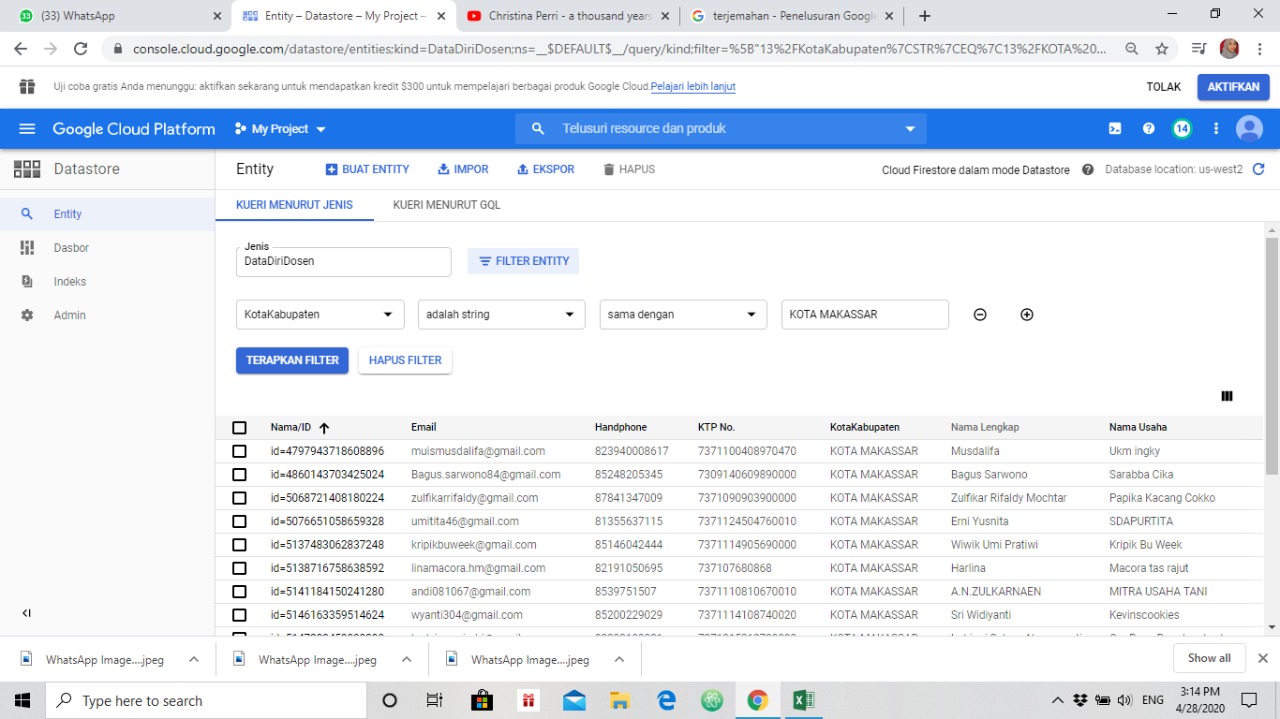 (33) WhatsApp
Entity – Datastore – My Project –
Christina Perri - a thousand years
terjemahan - Penelusuran Google
console.cloud.google.com/datastore/entities;kind=DataDiriDosen;ns=__$DEFAULT$__/query/kind;filter=%5B"13%2FKotaKabupaten%7CSTR%7CEQ%7C13%2FKOTA%20...
Uji coba gratis Anda menunggu: aktifkan sekarang untuk mendapatkan kredit $300 untuk mempelajari berbagai produk Google Cloud. Pelajari lebih lanjut
TOLAK
AKTIFKAN
Google Cloud Platform
My Project
Telusuri resource dan produk
14
Datastore
Entity
BUAT ENTITY
IMPOR
EKSPOR
HAPUS
Cloud Firestore dalam mode Datastore
Database location: us-west2
Entity
Dasbor
Indeks
Admin
KUERI MENURUT JENIS
KUERI MENURUT GQL
Jenis
DataDiriDosen
FILTER ENTITY
KotaKabupaten
adalah string
sama dengan
KOTA MAKASSAR
TERAPKAN FILTER
HAPUS FILTER
Nama/ID Email Handphone KTP No. KotaKabupaten Nama Lengkap Nama Usaha
id=4797943718608896 muismusdalifa@gmail.com 823940008617 7371100408970470 KOTA MAKASSAR Musdalifa Ukm ingky
id=4860143703425024 Bagus.sarwono84@gmail.com 85248205345 7309140609890000 KOTA MAKASSAR Bagus Sarwono Sarabba Cika
id=5068721408180224 zulfikarrifaldy@gmail.com 87841347009 7371090903900000 KOTA MAKASSAR Zulfikar Rifaldy Mochtar Papika Kacang Cokko
id=5076651058659328 umitita46@gmail.com 81355637115 7371124504760010 KOTA MAKASSAR Erni Yusnita SDAPURTITA
id=5137483062837248 kripikbuweek@gmail.com 85146042444 7371114905690000 KOTA MAKASSAR Wiwik Umi Pratiwi Kripik Bu Week
id=5138716758638592 linamacora.hm@gmail.com 82191050695 737107680868 KOTA MAKASSAR Harlina Macora tas rajut
id=5141184150241280 andi081067@gmail.com 8539751507 7371110810670010 KOTA MAKASSAR A.N.ZULKARNAEN MITRA USAHA TANI
id=5146163359514624 wyanti304@gmail.com 85200229029 7371114108740020 KOTA MAKASSAR Sri Widiyanti Kevinscookies
WhatsApp Image....jpeg
WhatsApp Image....jpeg
WhatsApp Image....jpeg
Show all
Type here to search
ENG
3:14 PM
4/28/2020